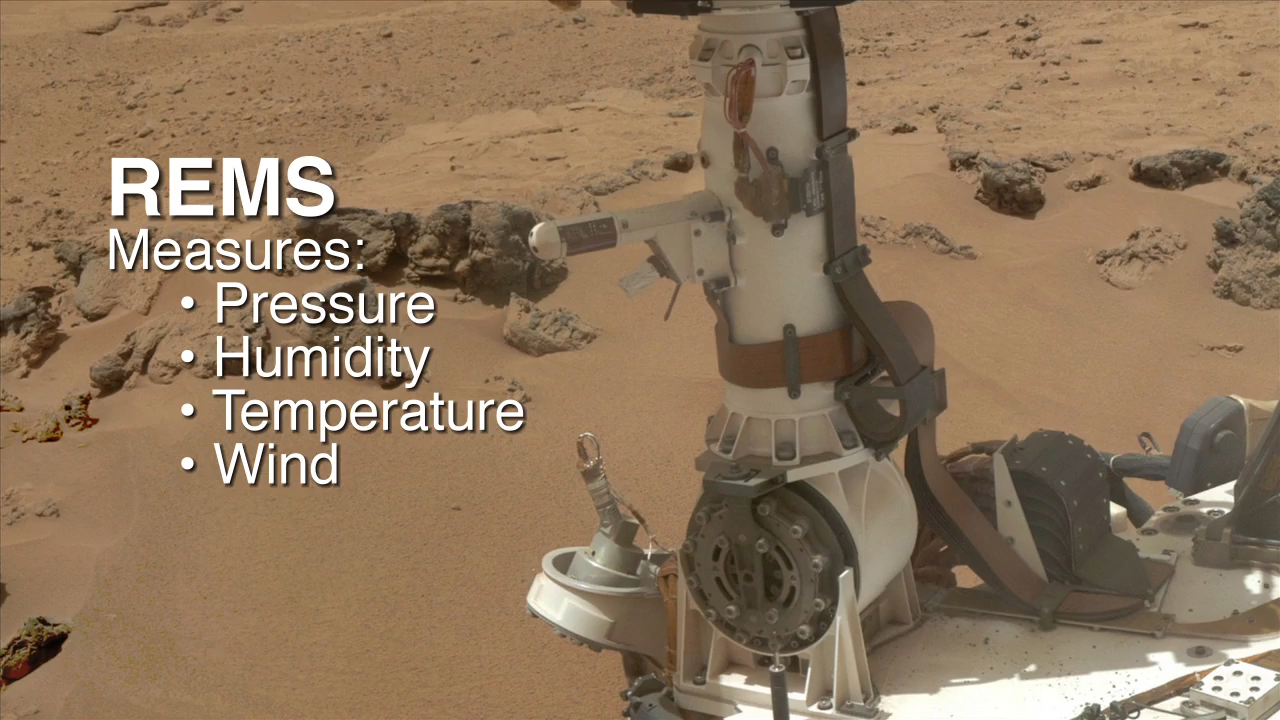 REMS
Measures:
• Pressure
• Humidity
• Temperature
• Wind